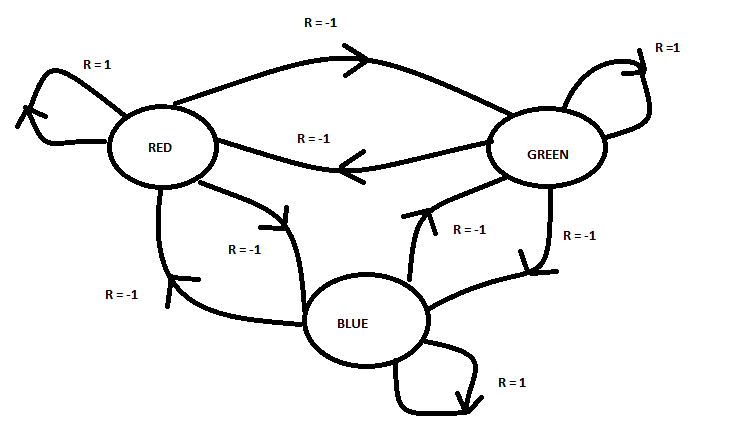 R = -1
R = 1
R =1
RED
R = -1
GREEN
R = -1
R = -1
R = -1
R = -1
BLUE
R = 1